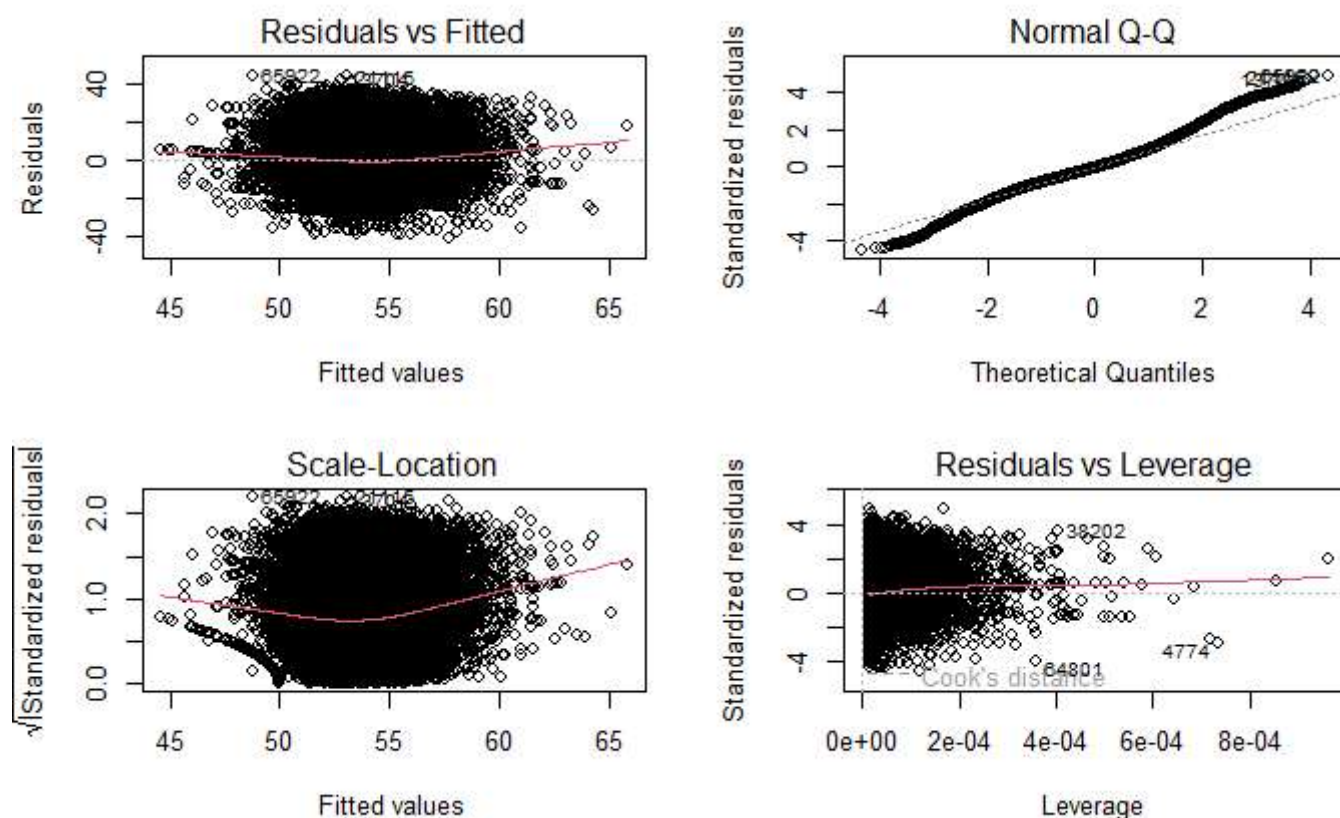 Residuals vs Fitted
Residuals
40
0
-40
65922
45
50
55
60
65
Fitted values
Normal Q-Q
Standardized residuals
4
2
0
-4
-4
-2
0
2
4
Theoretical Quantiles
Scale-Location
√|Standardized residuals|
2.0
1.0
0.0
65922
45
50
55
60
65
Fitted values
Residuals vs Leverage
Standardized residuals
4
0
-4
38202
4774
64801
Cook's distance
0e+00
2e-04
4e-04
6e-04
8e-04
Leverage